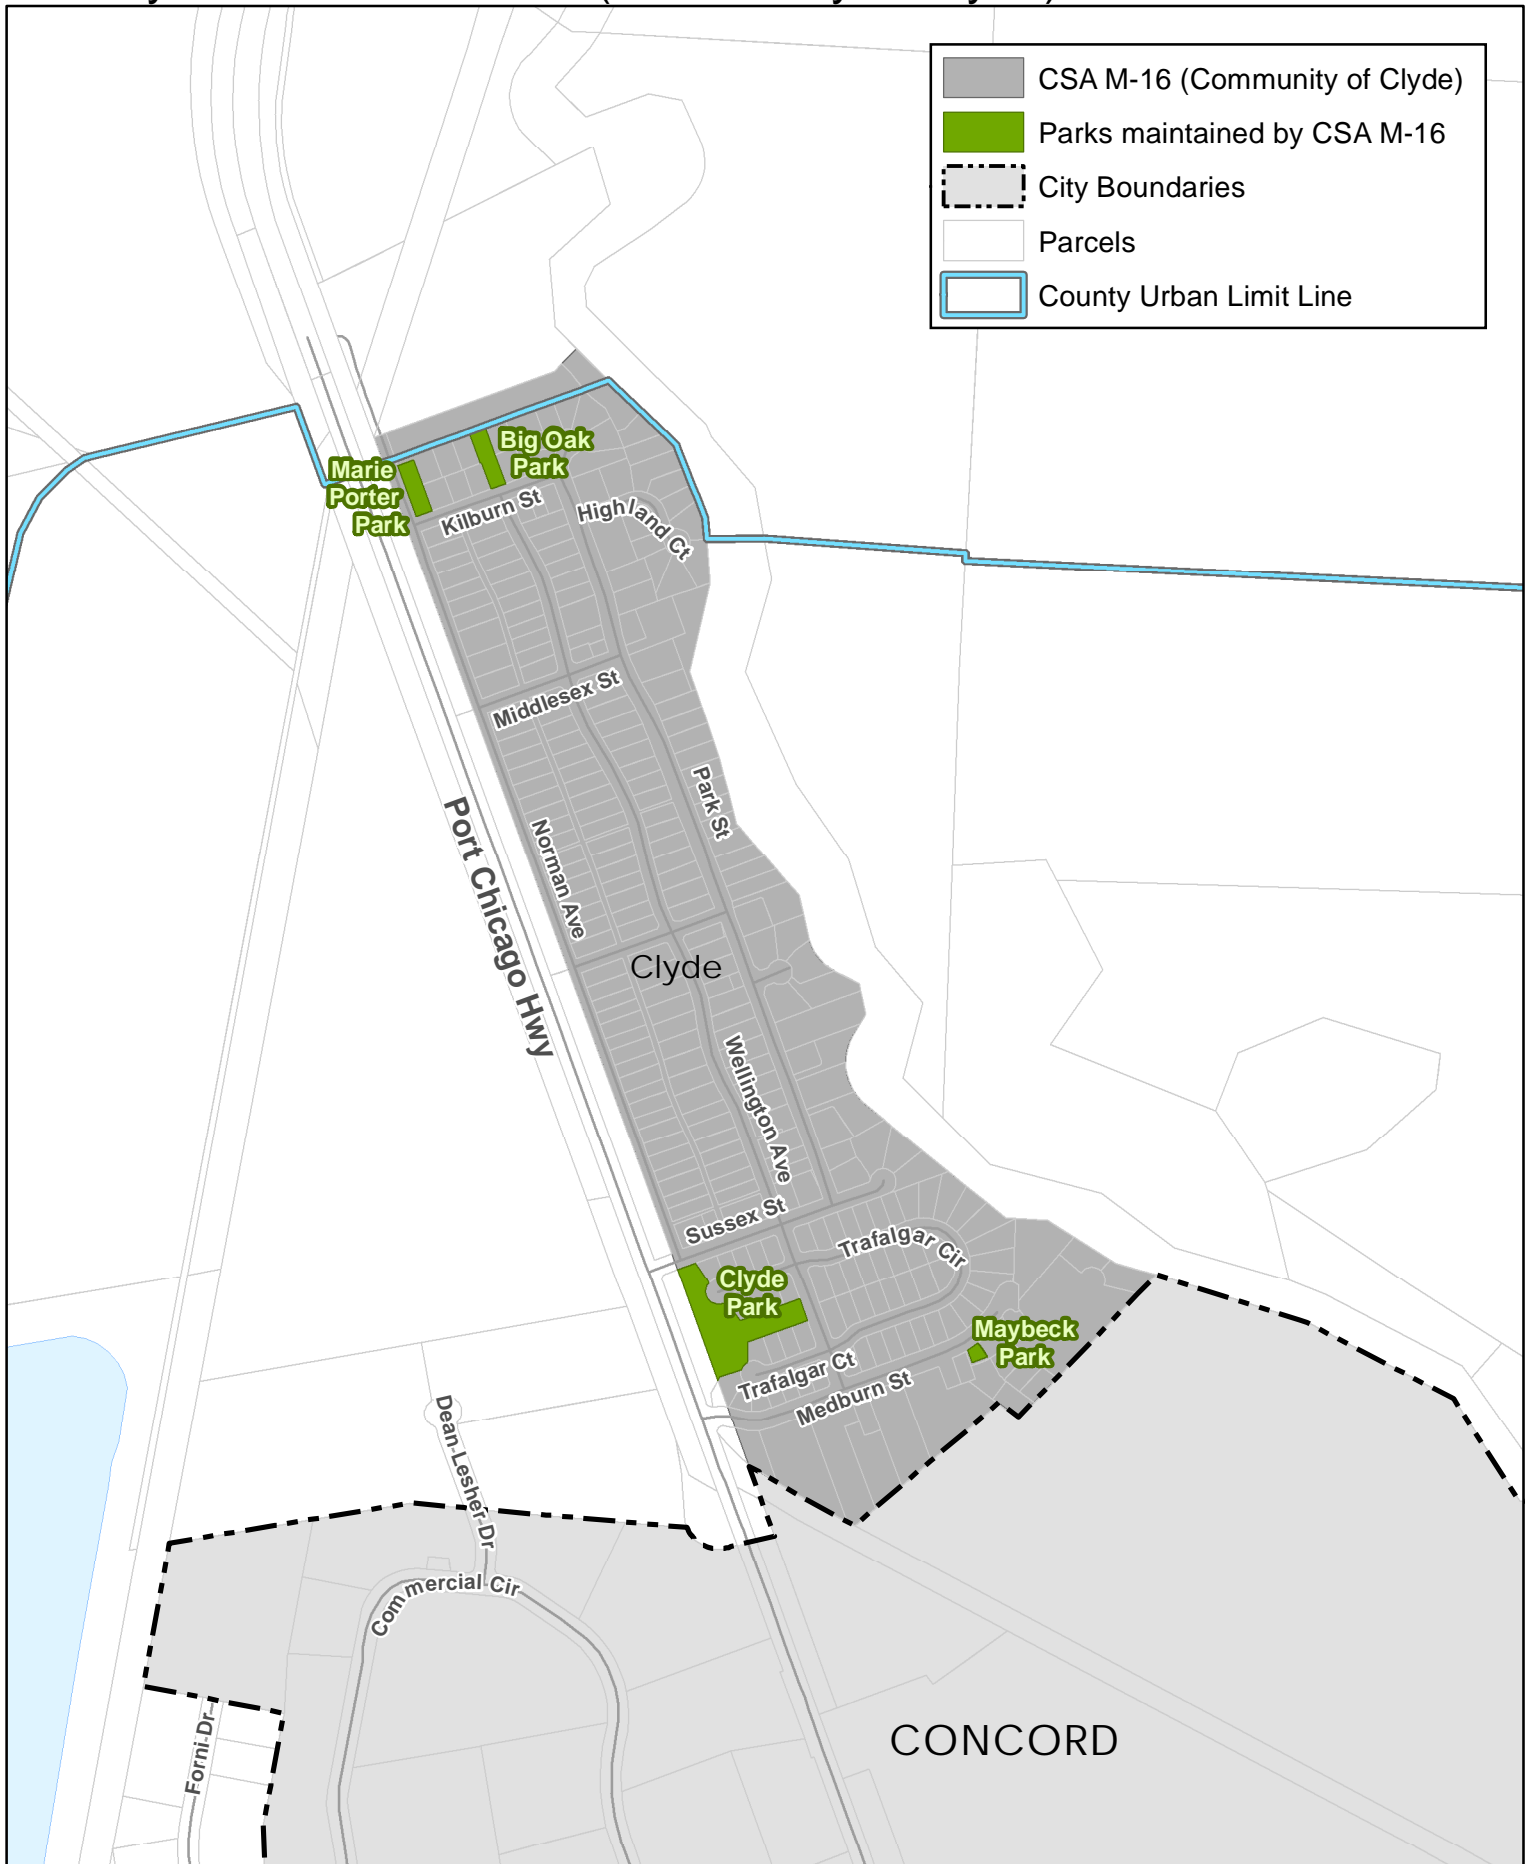 CSA M-16 (Community of Clyde)
Parks maintained by CSA M-16
City Boundaries
Parcels
County Urban Limit Line
Big Oak
Park
Marie
Porter
Park
Kilburn St
Highland Ct
Middlesex St
Park St
Port Chicago Hwy
Norman Ave
Clyde
Wellington Ave
Sussex St
Trafalgar Cir
Clyde
Park
Maybeck
Park
Trafalgar Ct
Medburn St
Dean Lesher Dr
Commercial Cir
Forni Dr
CONCORD